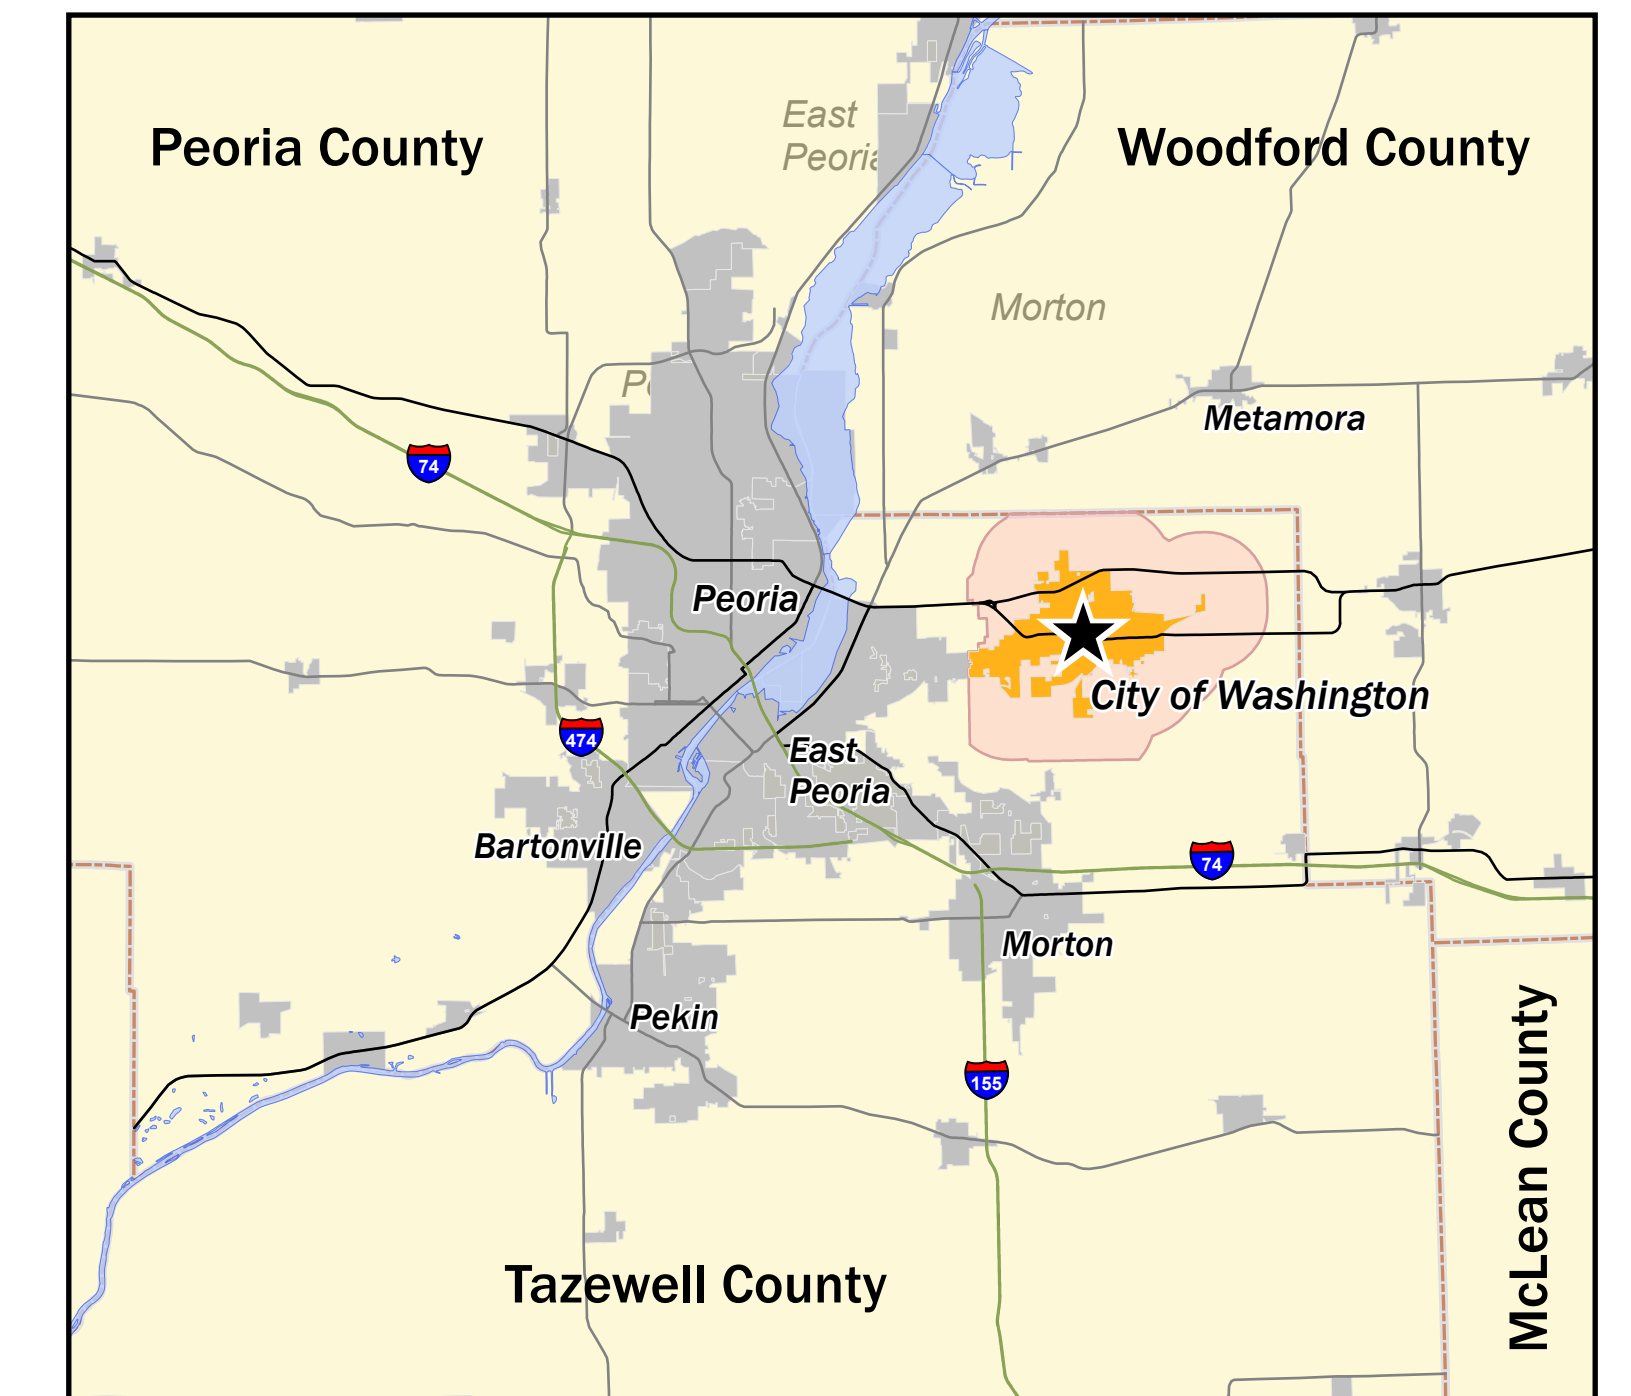 East
Peoria
Peoria County
Woodford County
Morton
Metamora
74
Peoria
City of Washington
474
East
Peoria
Bartonville
74
Morton
Pekin
155
McLean County
Tazewell County